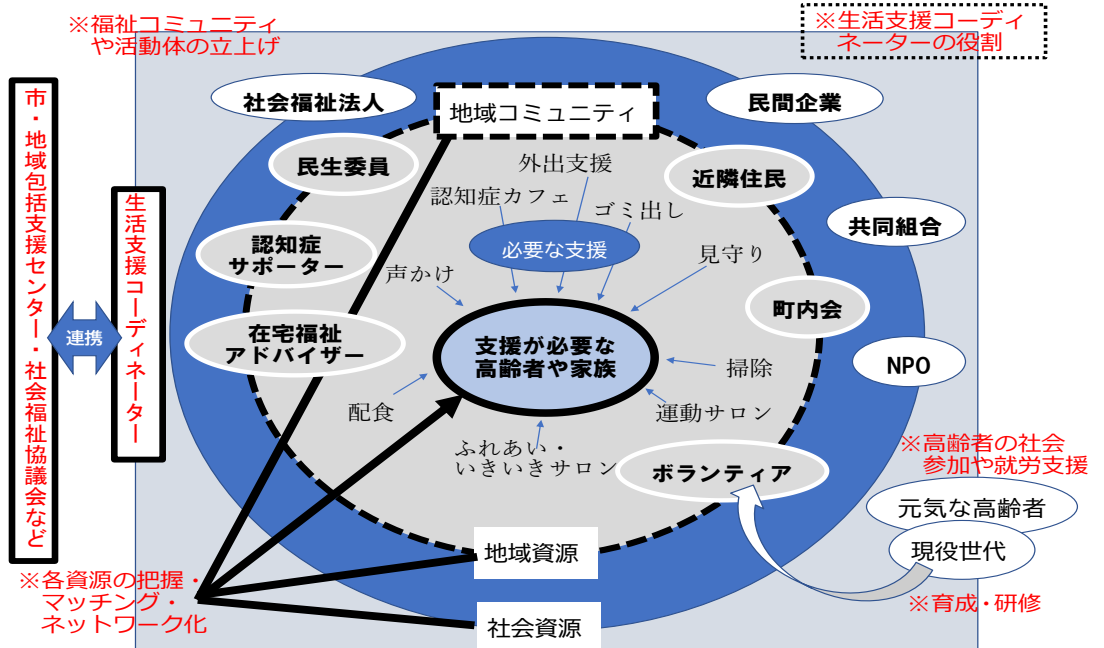 ※福祉コミュニティ
や活動体の立上げ
※生活支援コーディ
ネーターの役割
市・地域包括支援センター・社会福祉協議会など
連携
生活支援コーディネーター
社会福祉法人
地域コミュニティ
民間企業
民生委員
外出支援
近隣住民
認知症カフェ
ゴミ出し
共同組合
認知症
サポーター
必要な支援
見守り
声かけ
町内会
在宅福祉
アドバイザー
支援が必要な
高齢者や家族
NPO
掃除
配食
運動サロン
ふれあい・
いきいきサロン
ボランティア
※高齢者の社会
参加や就労支援
元気な高齢者
現役世代
地域資源
※各資源の把握・
マッチング・
ネットワーク化
※育成・研修
社会資源